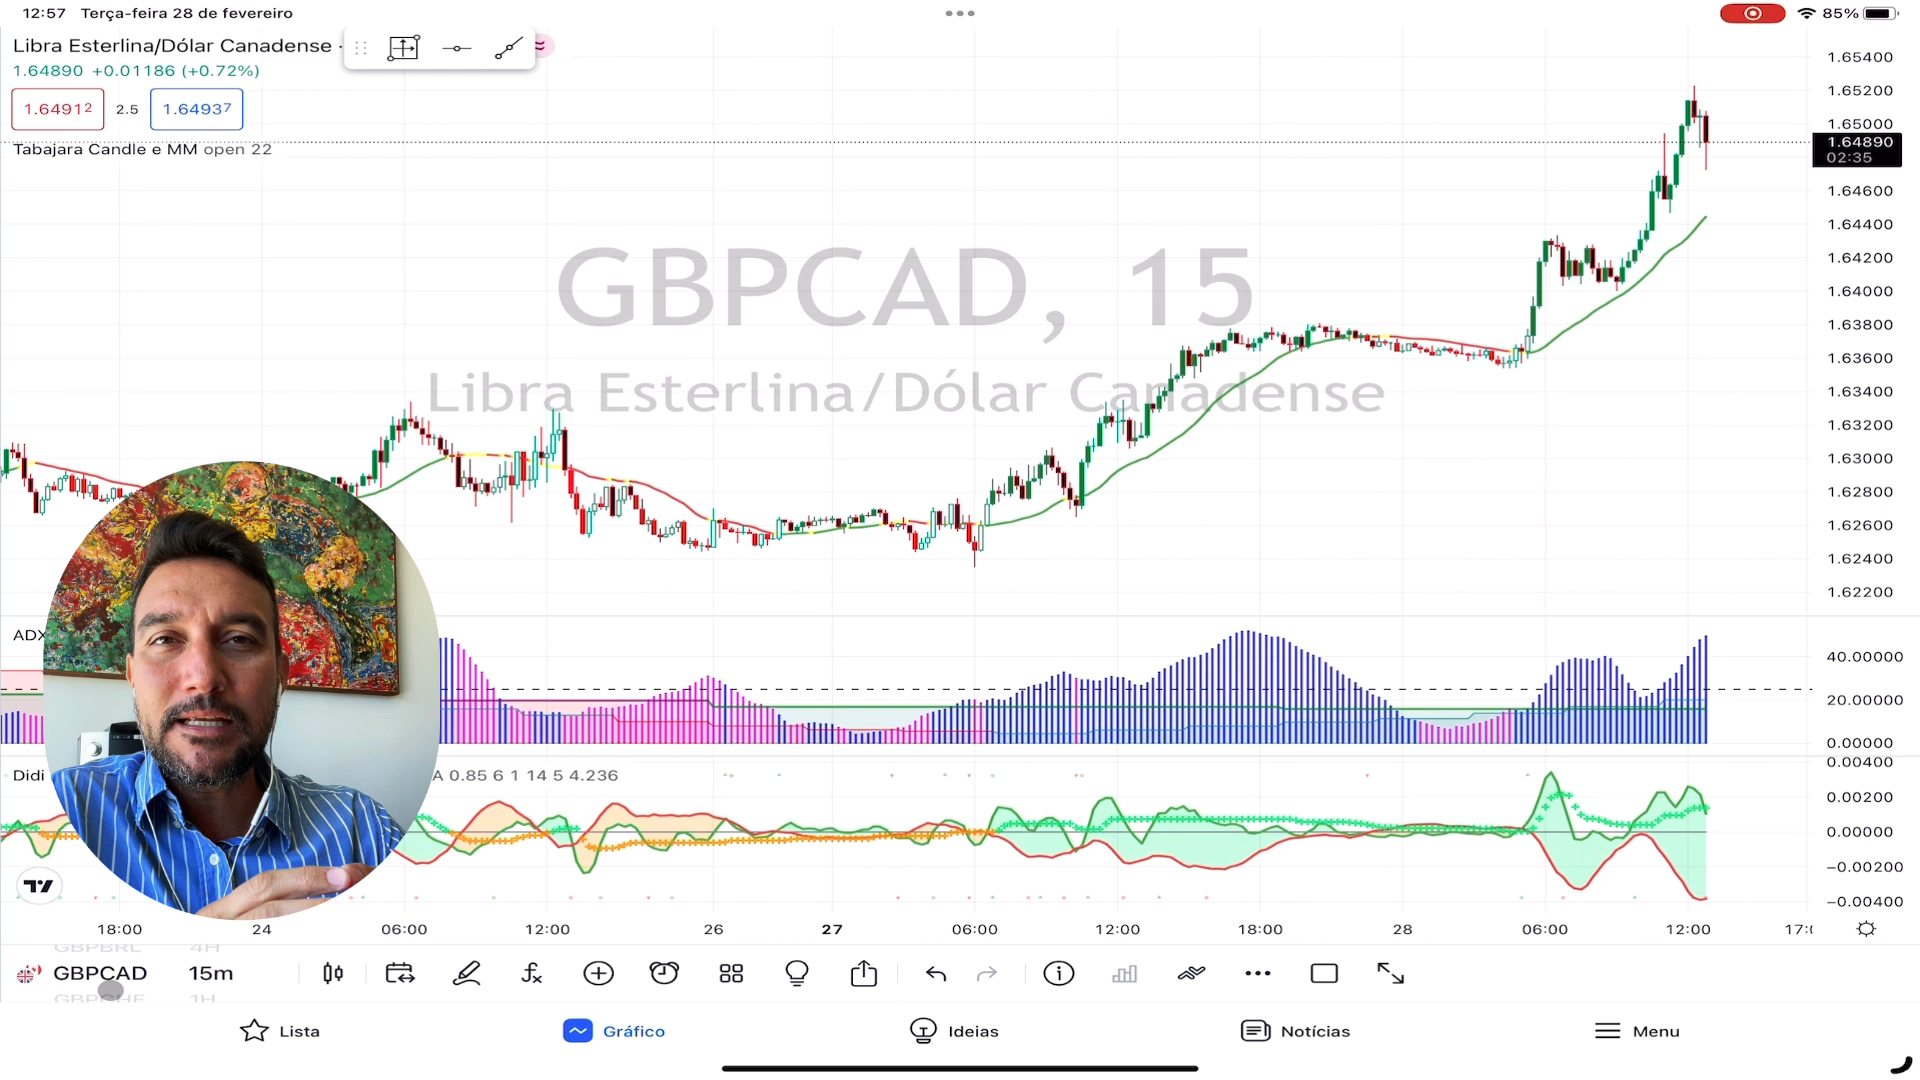 12:57 Terça-feira 28 de fevereiro
85%
Libra Esterlina/Dólar Canadense ·
1.64890 +0.01186 (+0.72%)
1.64912 2.5 1.64937
Tabajara Candle e MM open 22
GBPCAD, 15
Libra Esterlina/Dólar Canadense
1.65400
1.65200
1.65000
1.64890
02:35
1.64600
1.64400
1.64200
1.64000
1.63800
1.63600
1.63400
1.63200
1.63000
1.62800
1.62600
1.62400
1.62200
ADX
40.00000
20.00000
0.00000
Didi
A 0.85 6 1 14 5 4.236
0.00400
0.00200
0.00000
−0.00200
−0.00400
18:00 24 06:00 12:00 26 27 06:00 12:00 18:00 28 06:00 12:00 17:0
GBPBRL 4H
GBPCAD 15m
GBPCHF 1H
Lista Gráfico Ideias Notícias Menu